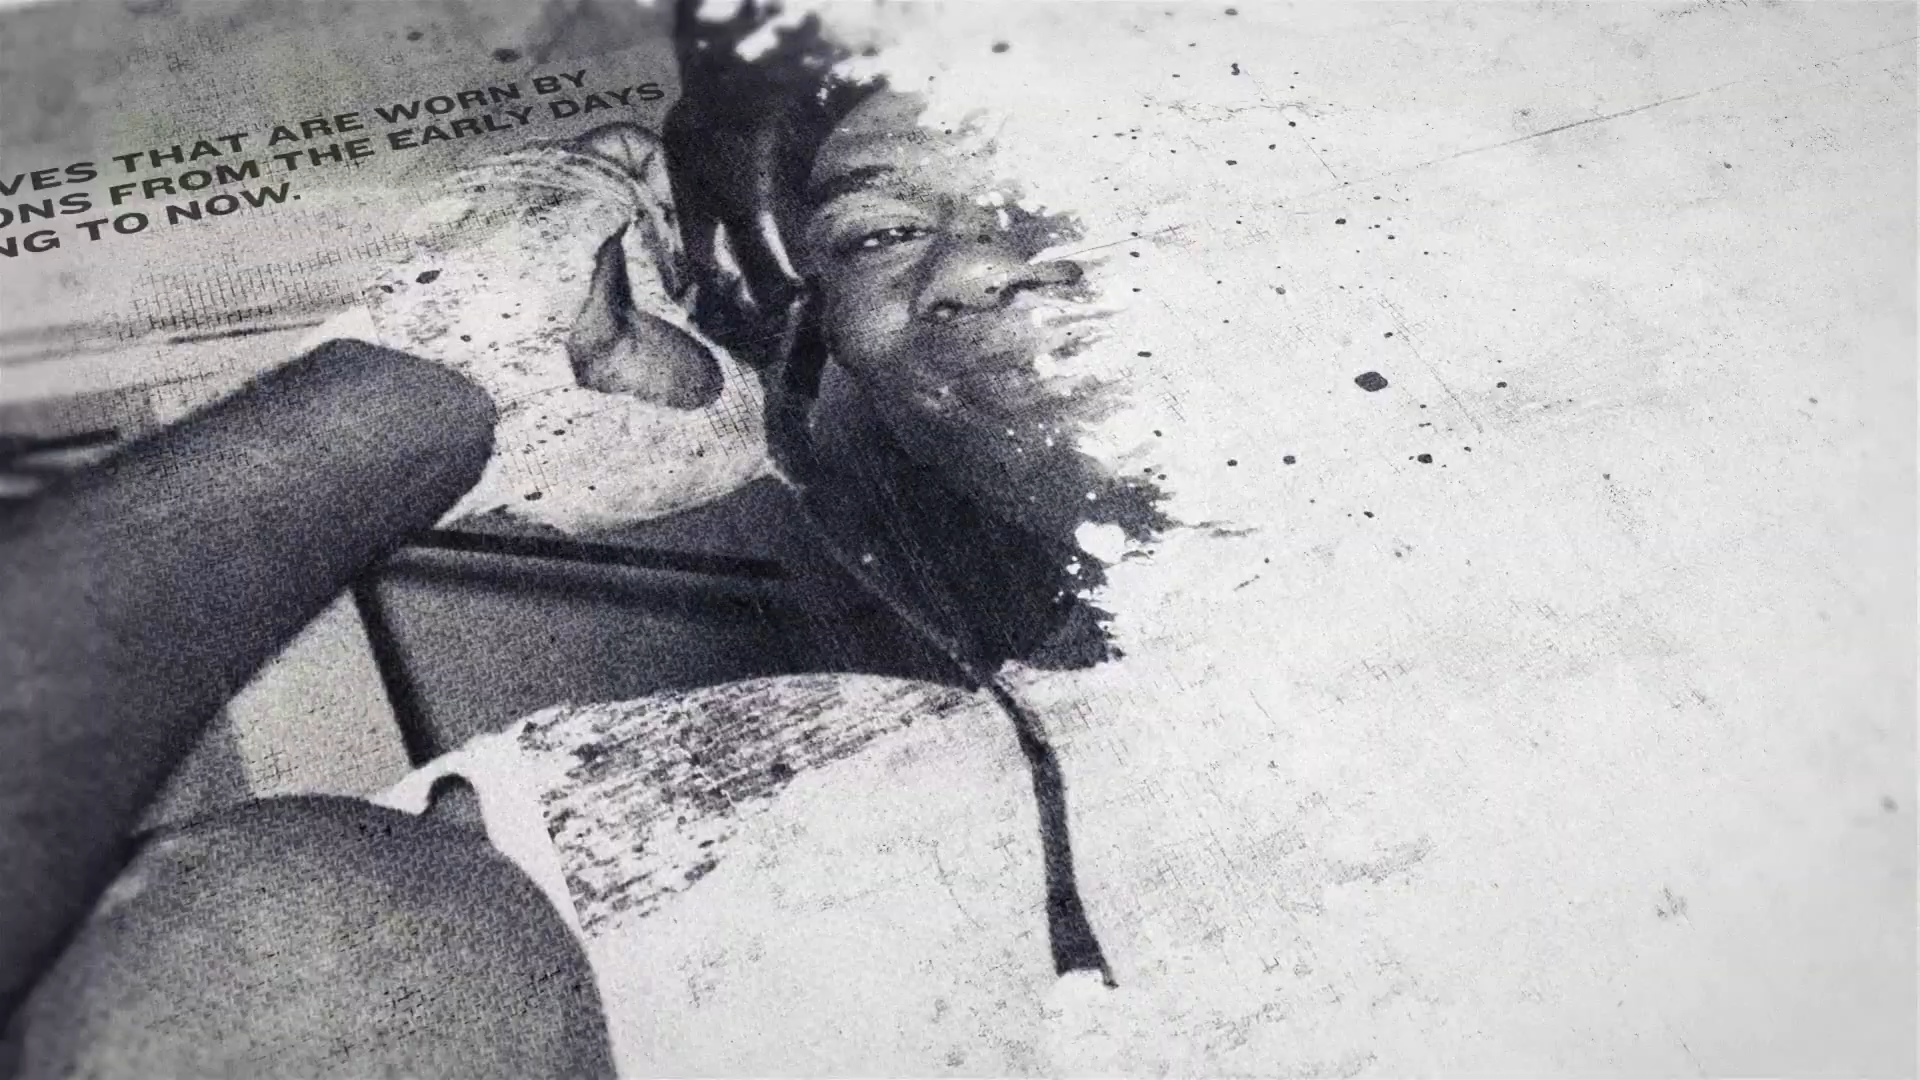 VES THAT ARE WORN BY
ONS FROM THE EARLY DAYS
NG TO NOW.